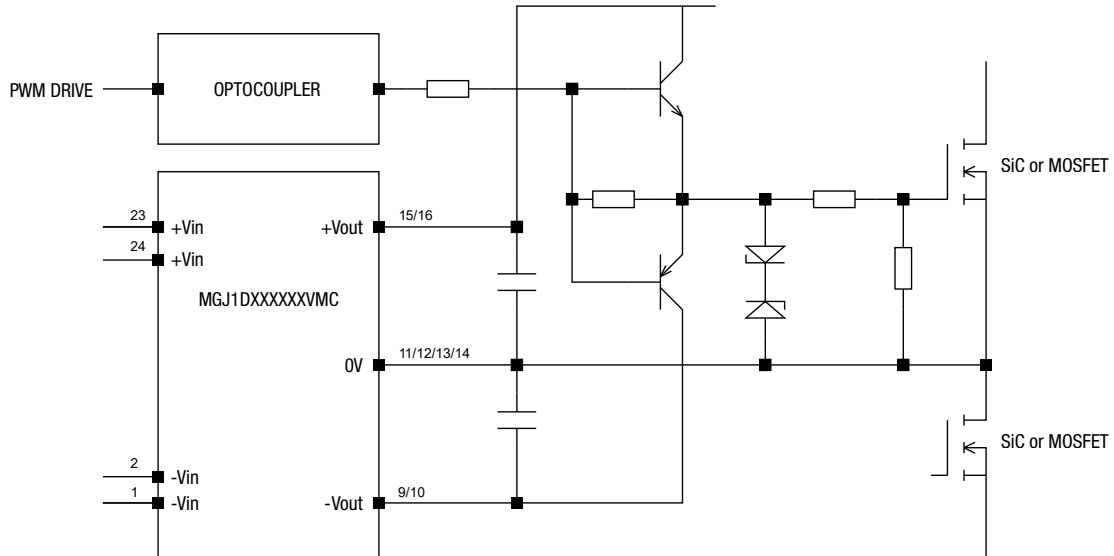 PWM DRIVE
OPTOCOUPLER
SiC or MOSFET
23
+Vin
+Vout
15/16
24
+Vin
MGJ1DXXXXXXVMC
0V
11/12/13/14
SiC or MOSFET
2
-Vin
1
-Vin
-Vout
9/10